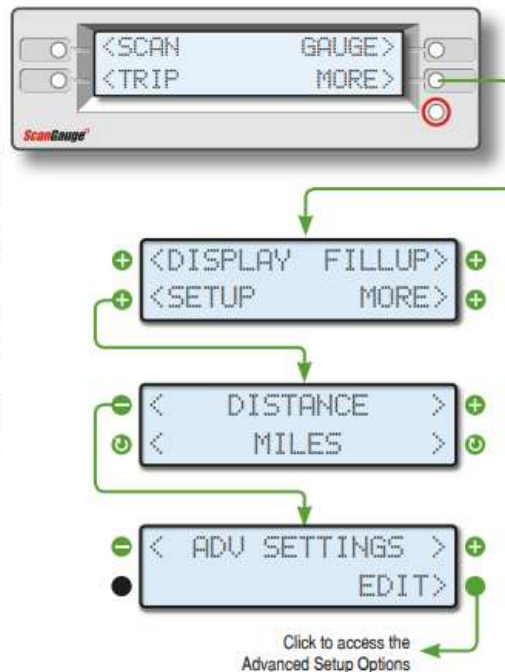 <SCAN GAUGE>
<TRIP MORE>
ScanGauge
<DISPLAY FILLUP>
<SETUP MORE>
< DISTANCE >
< MILES >
< ADV SETTINGS >
EDIT>
Click to access the
Advanced Setup Options